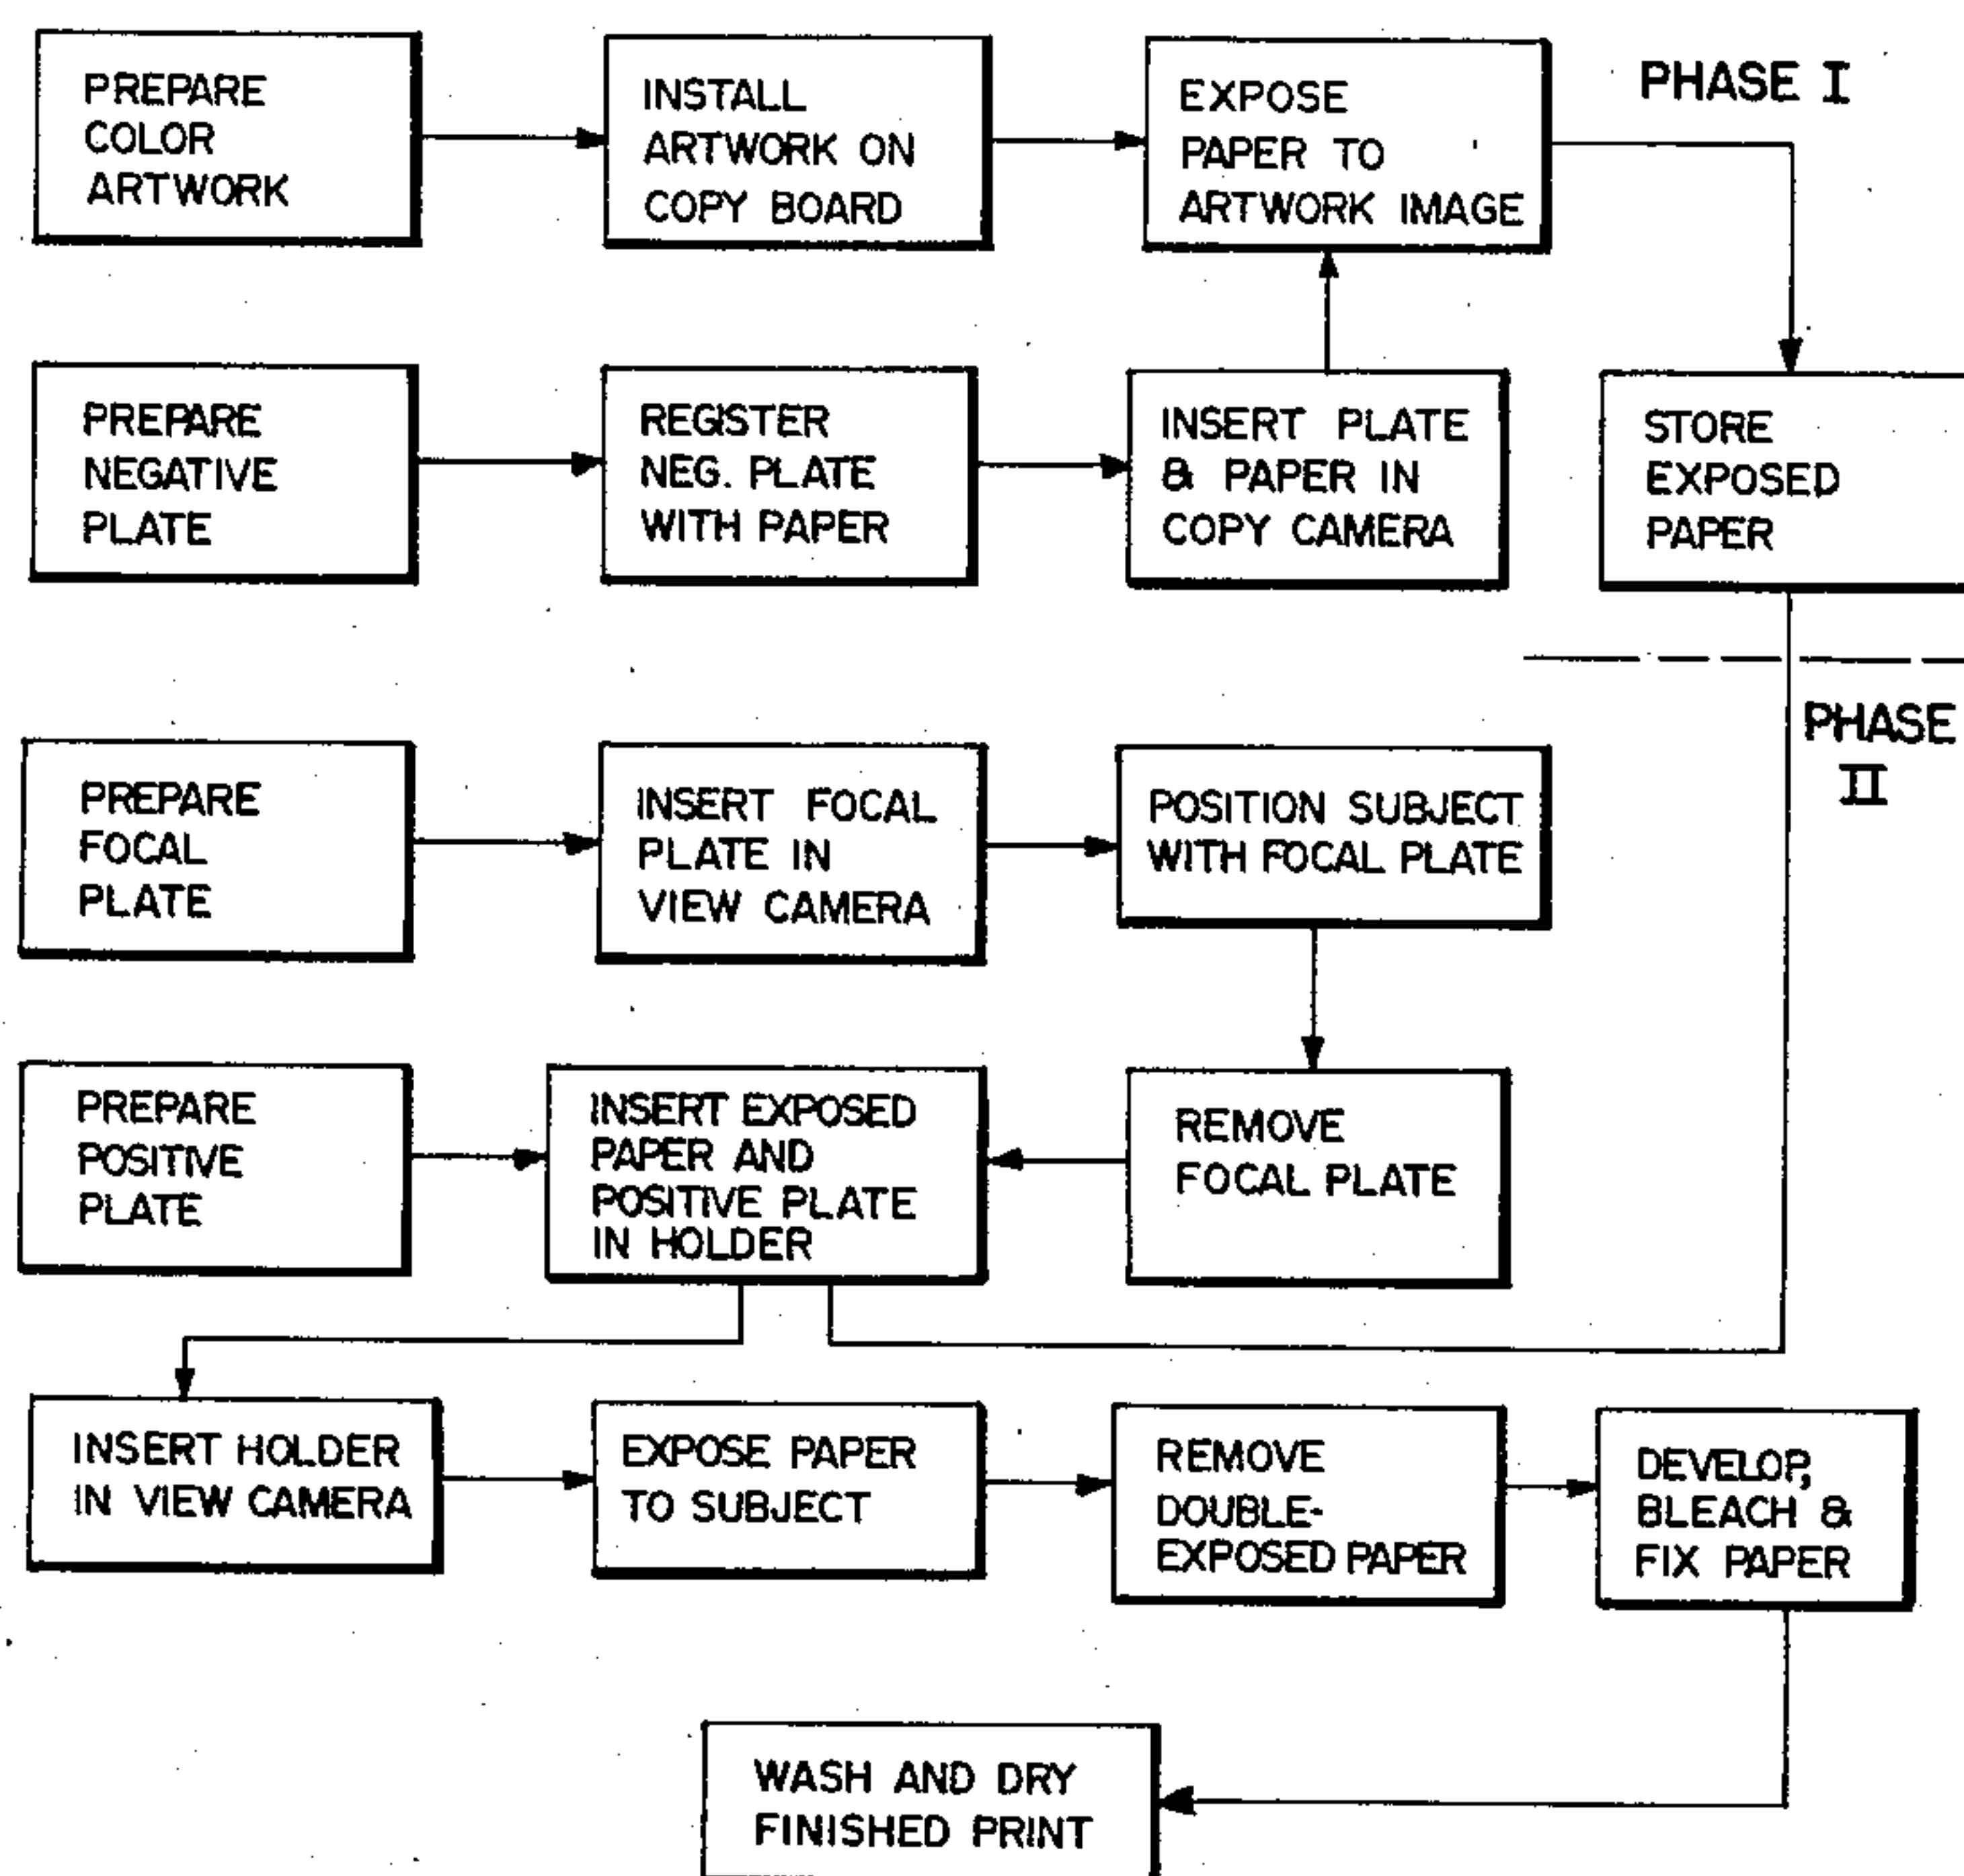 PREPARE
COLOR
ARTWORK
INSTALL
ARTWORK ON
COPY BOARD
EXPOSE
PAPER TO
ARTWORK IMAGE
PHASE I
PREPARE
NEGATIVE
PLATE
REGISTER
NEG. PLATE
WITH PAPER
INSERT PLATE
& PAPER IN
COPY CAMERA
STORE
EXPOSED
PAPER
PHASE
II
PREPARE
FOCAL
PLATE
INSERT FOCAL
PLATE IN
VIEW CAMERA
POSITION SUBJECT
WITH FOCAL PLATE
PREPARE
POSITIVE
PLATE
INSERT EXPOSED
PAPER AND
POSITIVE PLATE
IN HOLDER
REMOVE
FOCAL PLATE
INSERT HOLDER
IN VIEW CAMERA
EXPOSE PAPER
TO SUBJECT
REMOVE
DOUBLE-
EXPOSED PAPER
DEVELOP,
BLEACH &
FIX PAPER
WASH AND DRY
FINISHED PRINT